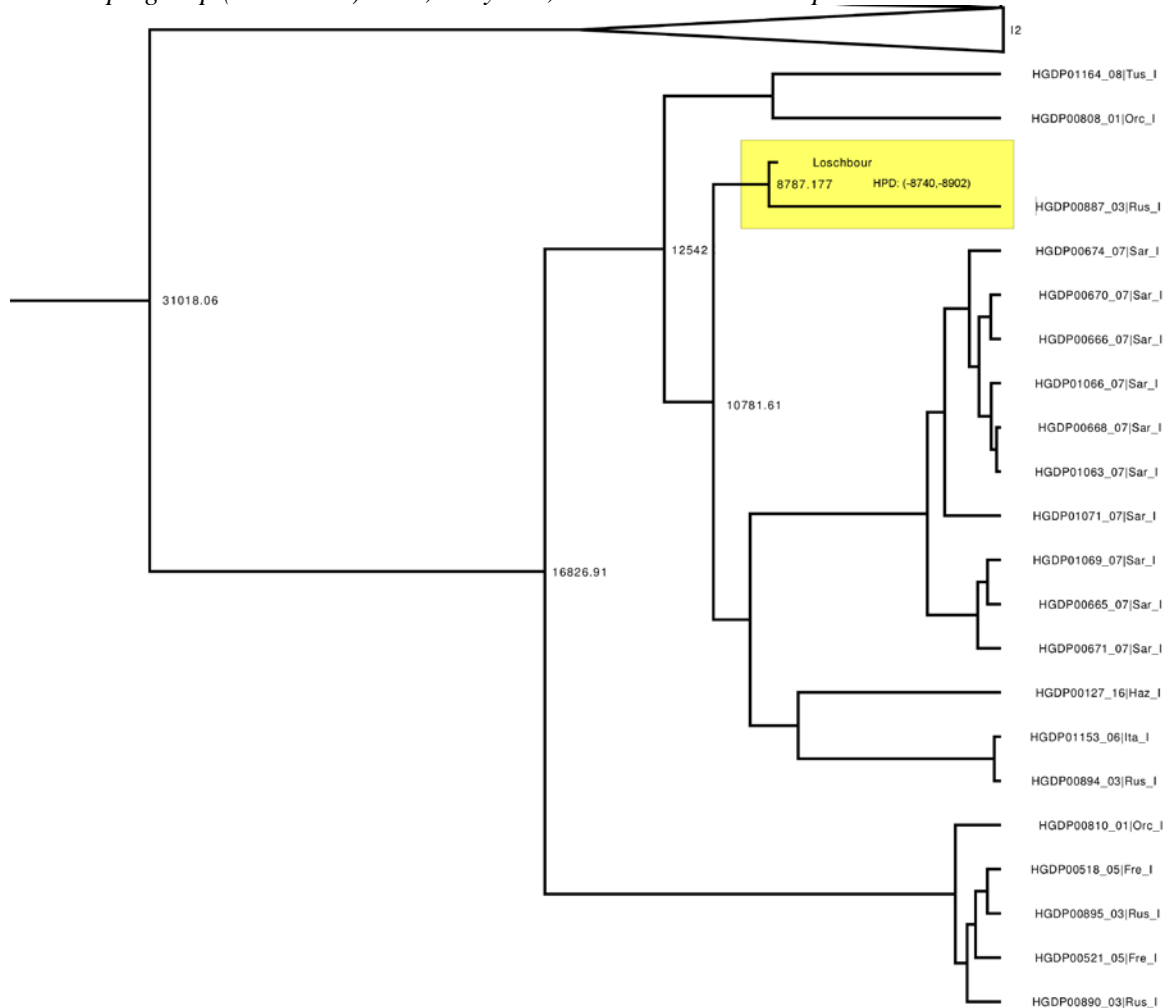 I2
HGDP01164_08|Tus_I
HGDP00808_01|Orc_I
Loschbour
8787.177 HPD: (-8740,-8902)
HGDP00887_03|Rus_I
12542
HGDP00674_07|Sar_I
31018.06
HGDP00670_07|Sar_I
HGDP00666_07|Sar_I
HGDP01066_07|Sar_I
10781.61
HGDP00668_07|Sar_I
HGDP01063_07|Sar_I
HGDP01071_07|Sar_I
HGDP01069_07|Sar_I
16826.91
HGDP00665_07|Sar_I
HGDP00671_07|Sar_I
HGDP00127_16|Haz_I
HGDP01153_06|Ita_I
HGDP00894_03|Rus_I
HGDP00810_01|Orc_I
HGDP00518_05|Fre_I
HGDP00895_03|Rus_I
HGDP00521_05|Fre_I
HGDP00890_03|Rus_I